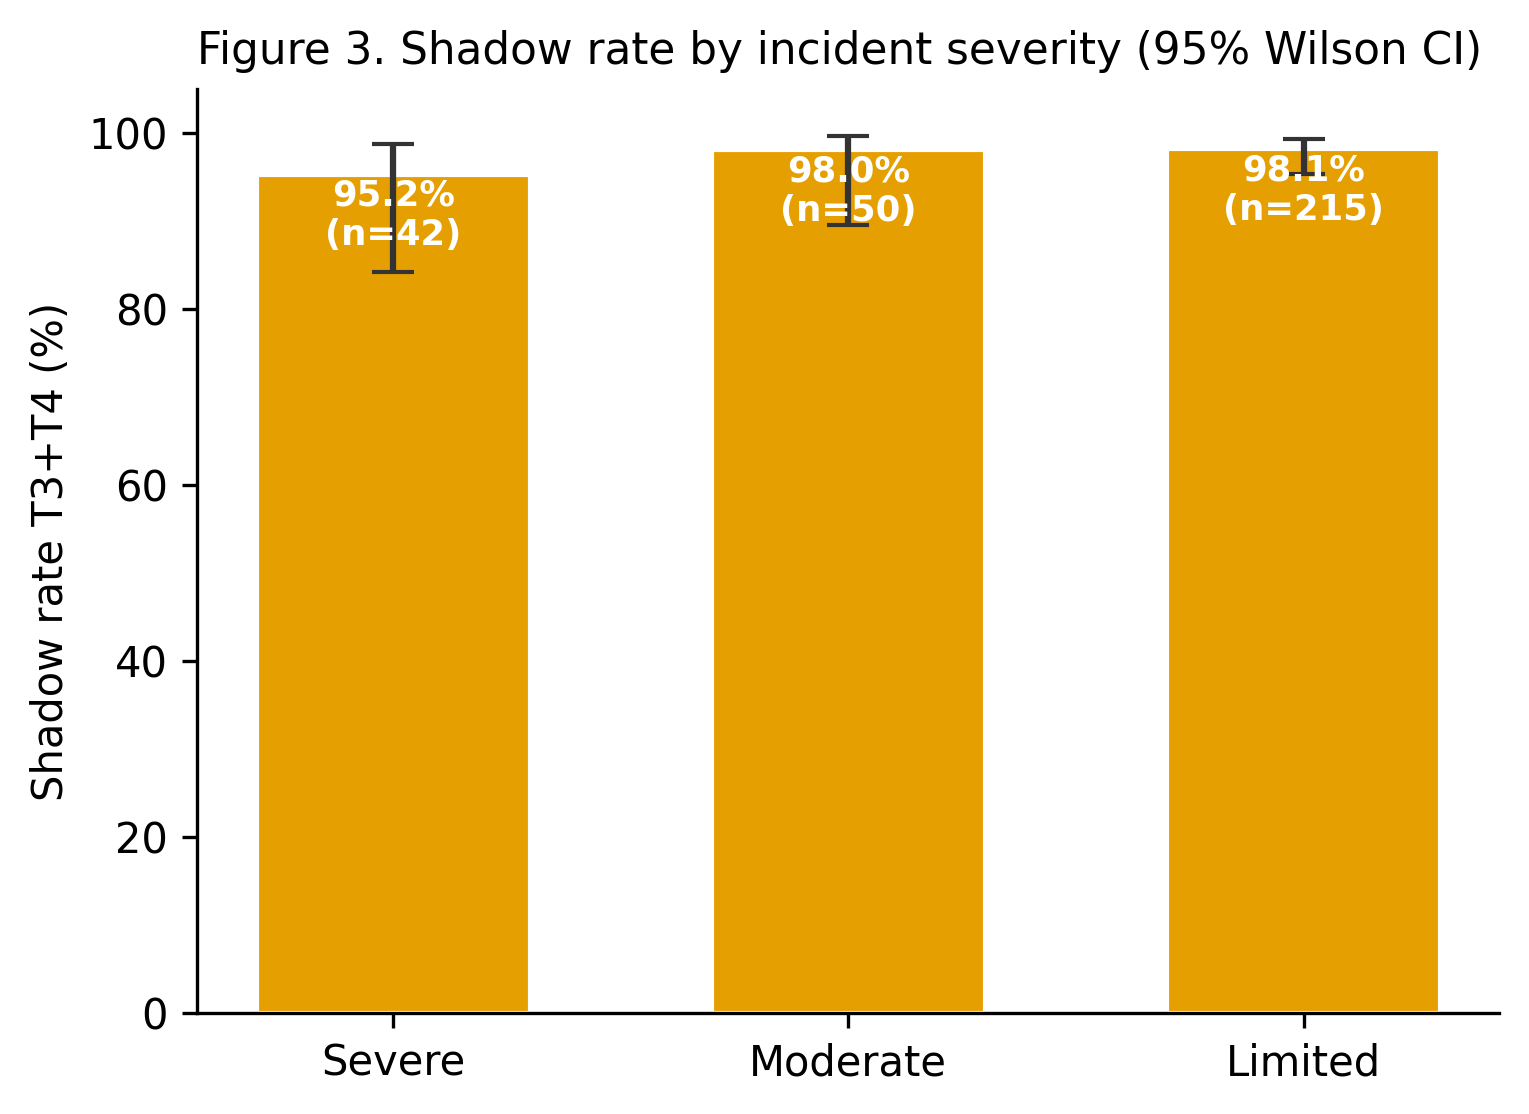 Figure 3. Shadow rate by incident severity (95% Wilson CI)
Shadow rate T3+T4 (%)
100
80
60
40
20
0
95.2%
(n=42)
98.0%
(n=50)
98.1%
(n=215)
Severe
Moderate
Limited